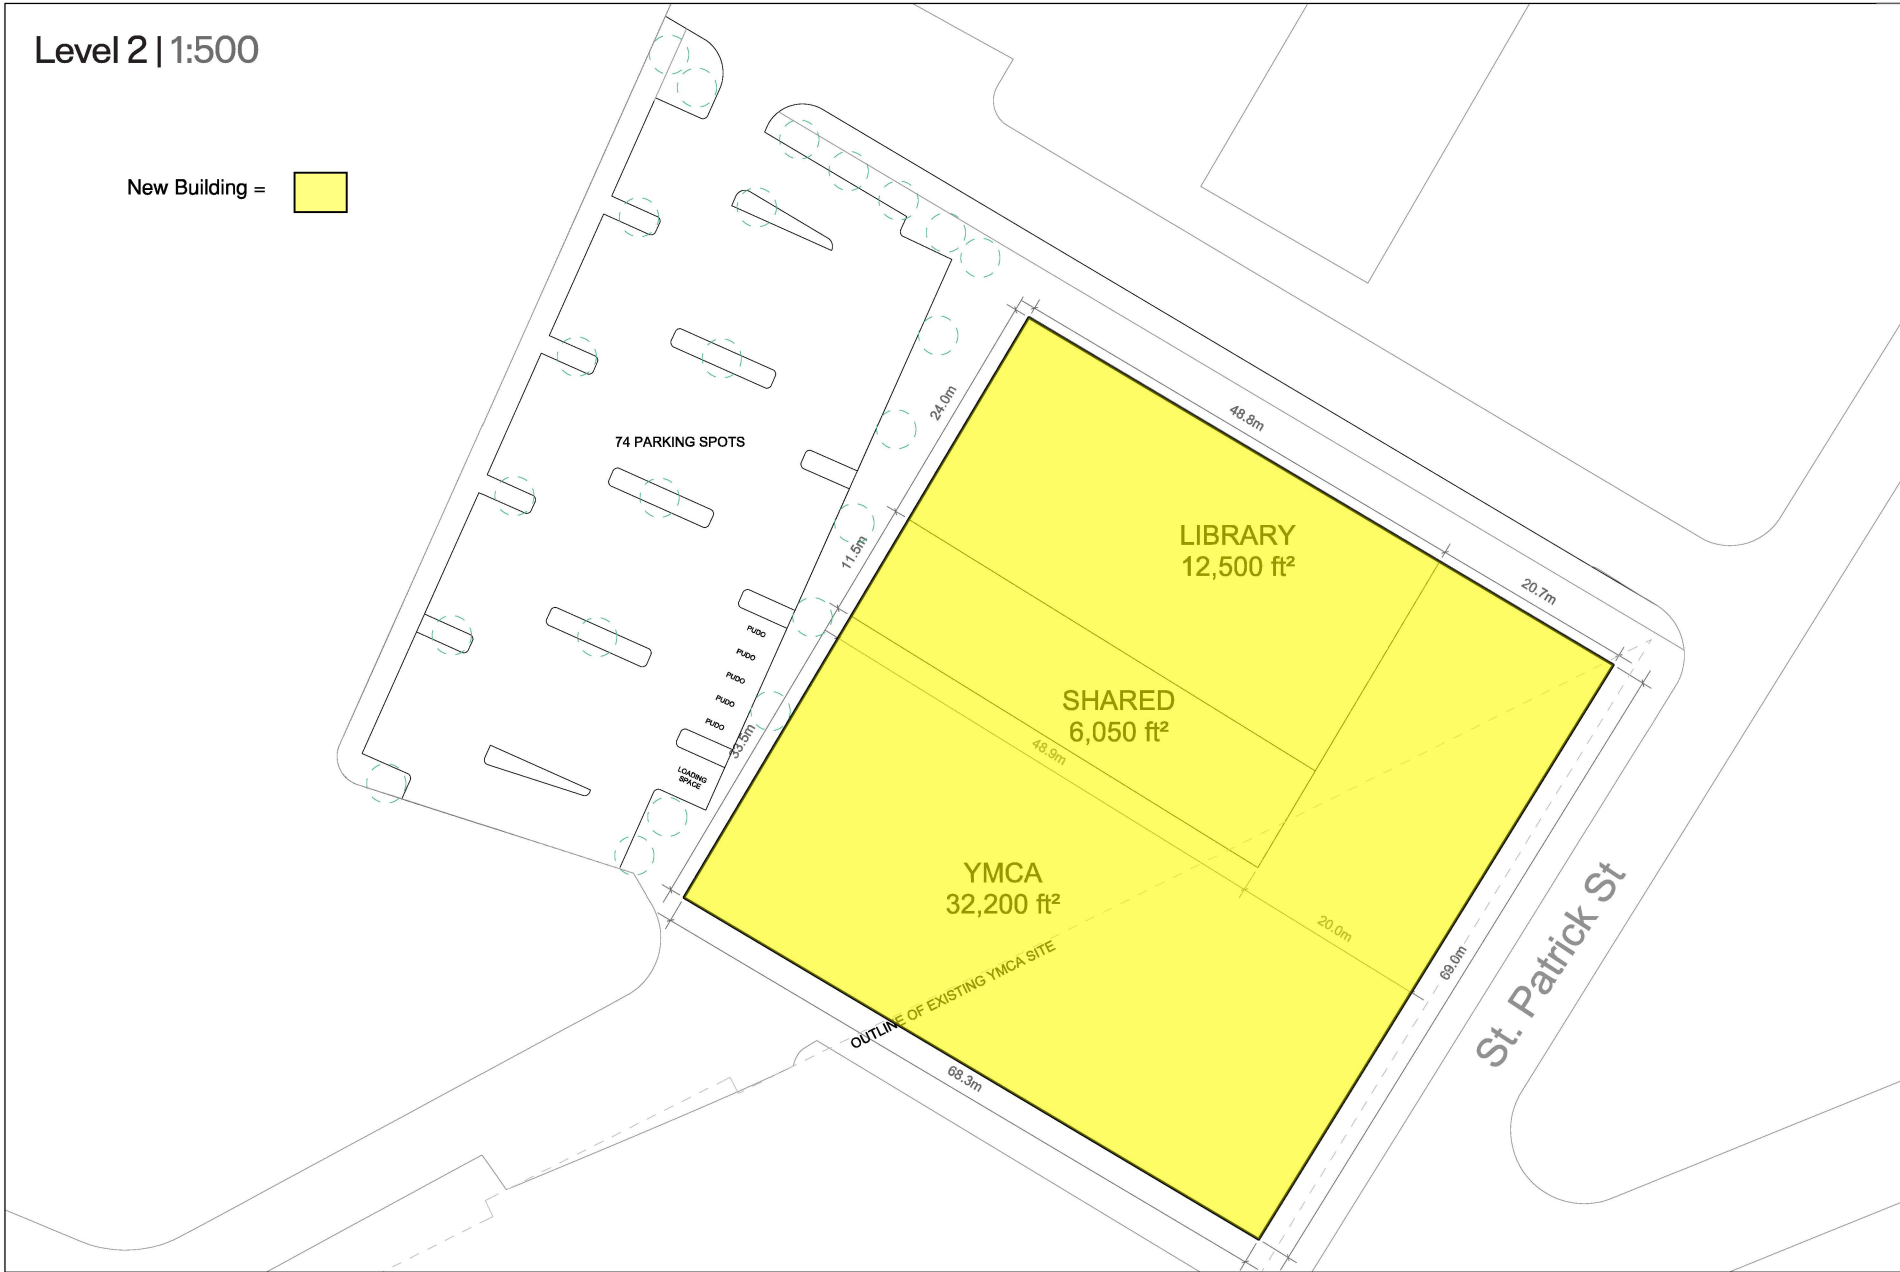 Level 2 | 1:500
New Building =
24.0m
48.8m
74 PARKING SPOTS
LIBRARY
12,500 ft²
11.5m
20.7m
PUDO
PUDO
PUDO
PUDO
PUDO
SHARED
6,050 ft²
33.5m
48.9m
LOADING
SPACE
YMCA
32,200 ft²
20.0m
69.0m
St. Patrick St
OUTLINE OF EXISTING YMCA SITE
68.3m